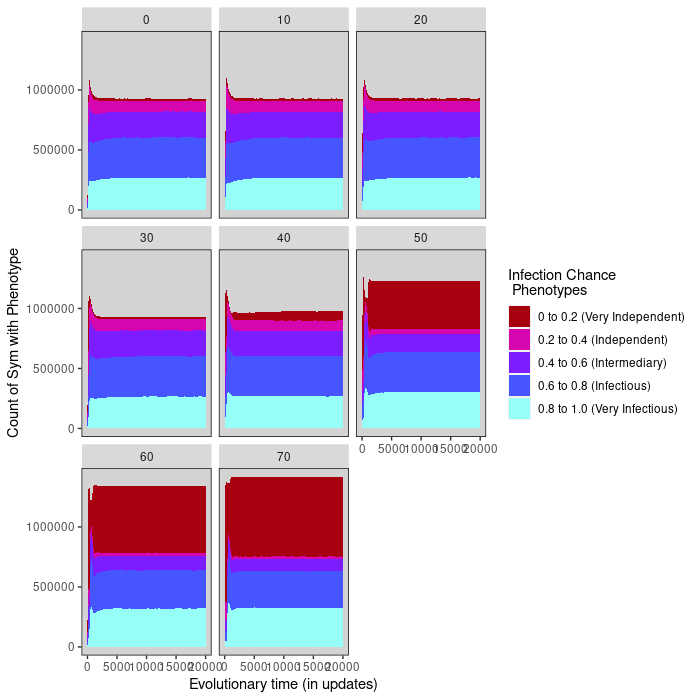 0 10 20
1000000
500000
0
30 40 50
1000000
500000
0
0 5000 10000 15000 20000
60 70
1000000
500000
0
0 5000 10000 15000 20000 0 5000 10000 15000 20000
Evolutionary time (in updates)
Count of Sym with Phenotype
Infection Chance
Phenotypes
0 to 0.2 (Very Independent)
0.2 to 0.4 (Independent)
0.4 to 0.6 (Intermediary)
0.6 to 0.8 (Infectious)
0.8 to 1.0 (Very Infectious)